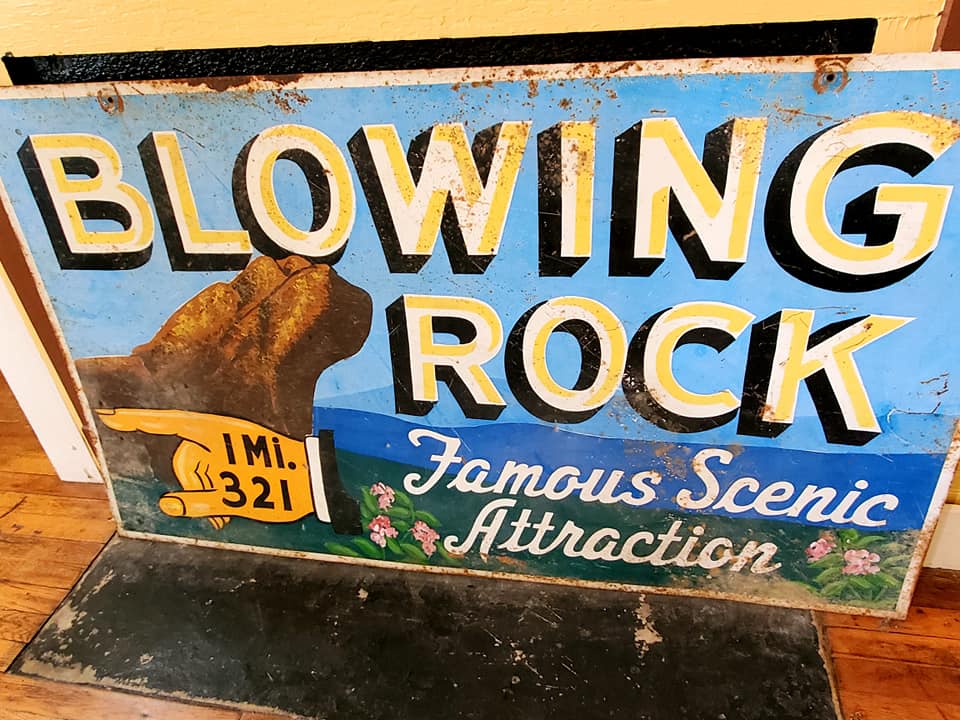 BLOWING
ROCK
1 Mi.
321
Famous Scenic
Attraction